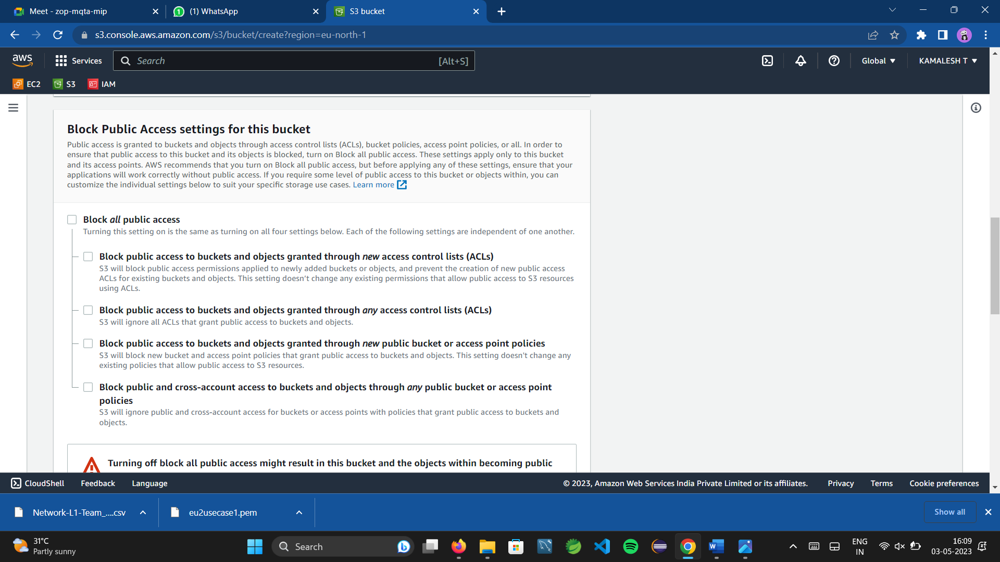 Meet - zop-mqta-mip
(1) WhatsApp
S3 bucket
s3.console.aws.amazon.com/s3/bucket/create?region=eu-north-1
aws
Services
Search
[Alt+S]
Global
KAMALESH T
EC2
S3
IAM
Block Public Access settings for this bucket
Public access is granted to buckets and objects through access control lists (ACLs), bucket policies, access point policies, or all. In order to
ensure that public access to this bucket and its objects is blocked, turn on Block all public access. These settings apply only to this bucket
and its access points. AWS recommends that you turn on Block all public access, but before applying any of these settings, ensure that your
applications will work correctly without public access. If you require some level of public access to this bucket or objects within, you can
customize the individual settings below to suit your specific storage use cases. Learn more
Block all public access
Turning this setting on is the same as turning on all four settings below. Each of the following settings are independent of one another.
Block public access to buckets and objects granted through new access control lists (ACLs)
S3 will block public access permissions applied to newly added buckets or objects, and prevent the creation of new public access
ACLs for existing buckets and objects. This setting doesn't change any existing permissions that allow public access to S3 resources
using ACLs.
Block public access to buckets and objects granted through any access control lists (ACLs)
S3 will ignore all ACLs that grant public access to buckets and objects.
Block public access to buckets and objects granted through new public bucket or access point policies
S3 will block new bucket and access point policies that grant public access to buckets and objects. This setting doesn't change any
existing policies that allow public access to S3 resources.
Block public and cross-account access to buckets and objects through any public bucket or access point
policies
S3 will ignore public and cross-account access for buckets or access points with policies that grant public access to buckets and
objects.
Turning off block all public access might result in this bucket and the objects within becoming public
CloudShell
Feedback
Language
© 2023, Amazon Web Services India Private Limited or its affiliates.
Privacy
Terms
Cookie preferences
Network-L1-Team_....csv
eu2usecase1.pem
Show all
31°C
Partly sunny
Search
ENG
IN
16:09
03-05-2023